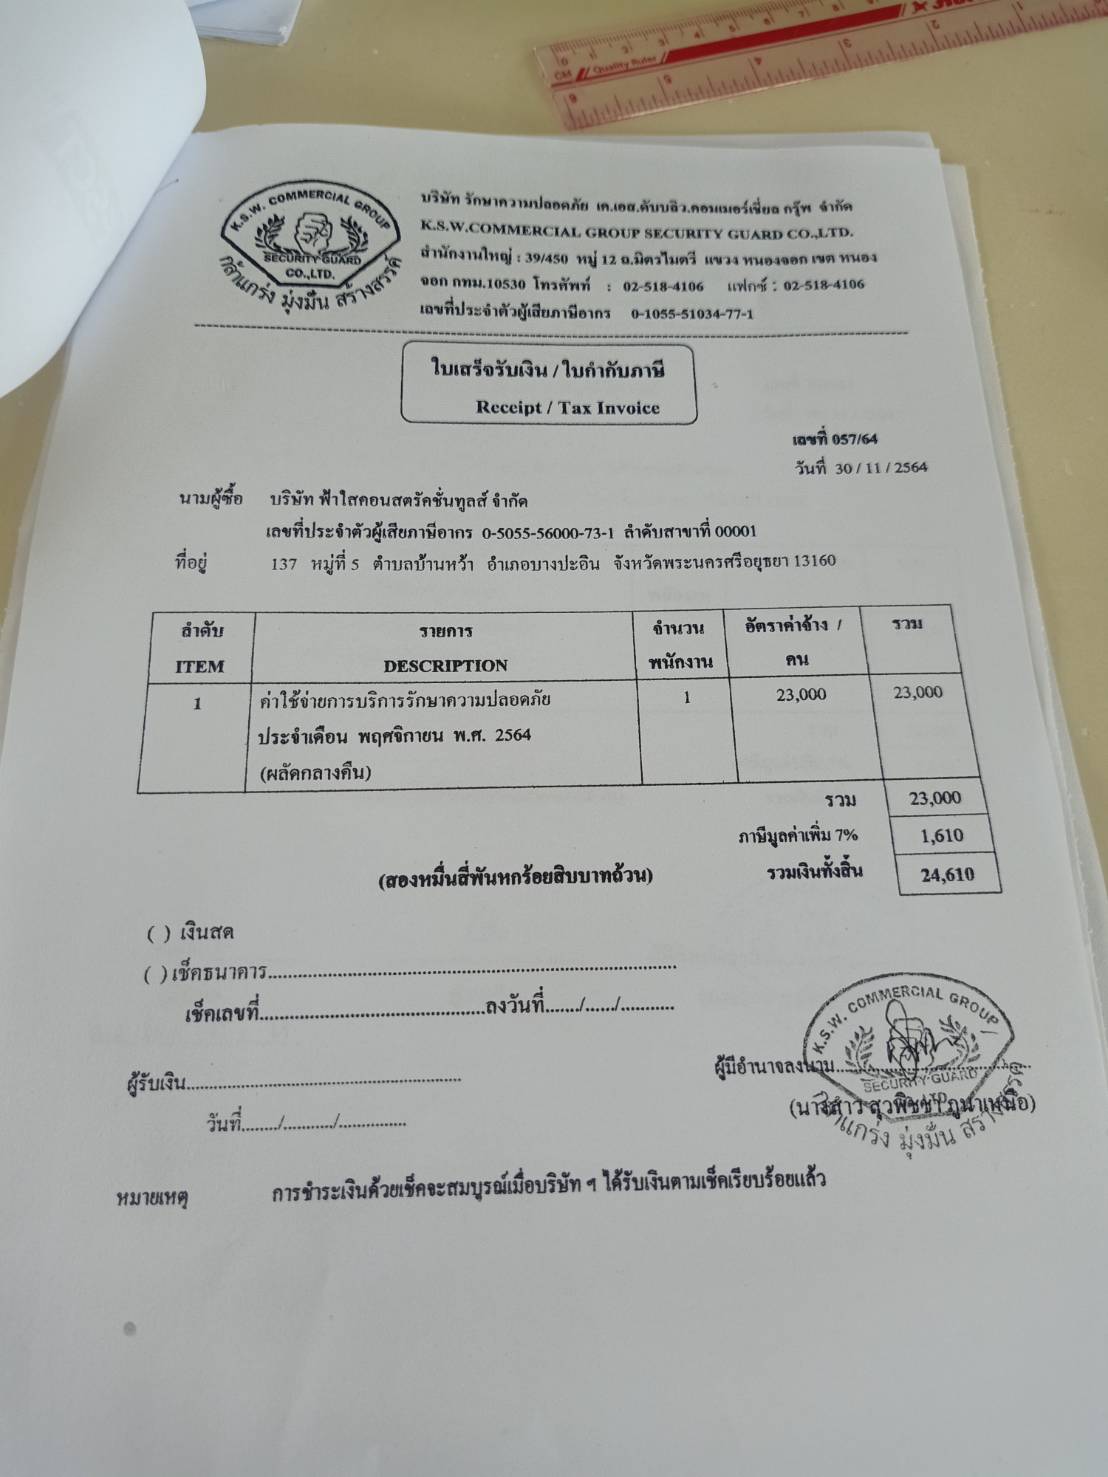 CM Quality Ruler
K.S.W. COMMERCIAL GROUP
SECURITY GUARD
CO.,LTD.
กล้าแกร่ง มุ่งมั่น สร้างสรรค์
บริษัท รักษาความปลอดภัย เค.เอส.ดับบลิว.คอมเมอร์เชี่ยล กรุ๊พ จำกัด
K.S.W.COMMERCIAL GROUP SECURITY GUARD CO.,LTD.
สำนักงานใหญ่ : 39/450 หมู่ 12 ถ.มิตรไมตรี แขวง หนองจอก เขต หนอง
จอก กทม.10530 โทรศัพท์ : 02-518-4106 แฟกซ์ : 02-518-4106
เลขที่ประจำตัวผู้เสียภาษีอากร 0-1055-51034-77-1
ใบเสร็จรับเงิน / ใบกำกับภาษี
Receipt / Tax Invoice
เลขที่ 057/64
วันที่ 30 / 11 / 2564
นามผู้ซื้อ บริษัท ฟ้าใสคอนสตรัคชั่นทูลส์ จำกัด
เลขที่ประจำตัวผู้เสียภาษีอากร 0-5055-56000-73-1 ลำดับสาขาที่ 00001
ที่อยู่ 137 หมู่ที่ 5 ตำบลบ้านหว้า อำเภอบางปะอิน จังหวัดพระนครศรีอยุธยา 13160
ลำดับ รายการ จำนวน อัตราค่าจ้าง / รวม
ITEM DESCRIPTION พนักงาน คน
1 ค่าใช้จ่ายการบริการรักษาความปลอดภัย 1 23,000 23,000
ประจำเดือน พฤศจิกายน พ.ศ. 2564
(ผลัดกลางคืน)
รวม 23,000
ภาษีมูลค่าเพิ่ม 7% 1,610
(สองหมื่นสี่พันหกร้อยสิบบาทถ้วน) รวมเงินทั้งสิ้น 24,610
( ) เงินสด
( ) เช็คธนาคาร..........
เช็คเลขที่..........ลงวันที่......./....../...........
K.S.W. COMMERCIAL GROUP
ผู้มีอำนาจลงนาม..........
SECURITY GUARD
ผู้รับเงิน..........
(นางสาว สุวพิชชา ภูนาเหนือ)
วันที่......../.........../..............
หมายเหตุ การชำระเงินด้วยเช็คจะสมบูรณ์เมื่อบริษัท ฯ ได้รับเงินตามเช็คเรียบร้อยแล้ว